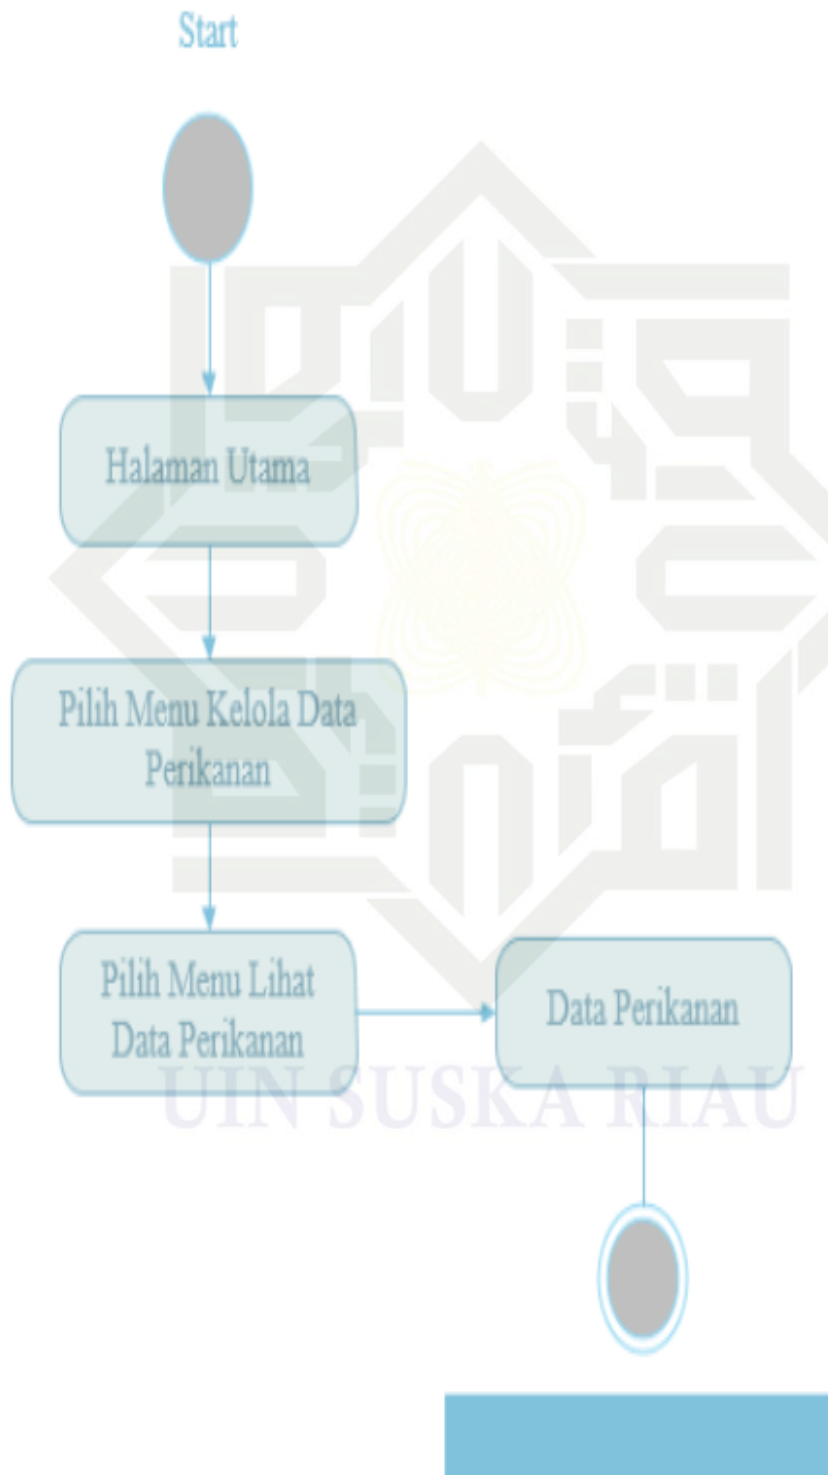 Start
Halaman Utama
Pilih Menu Kelola Data
Perikanan
Pilih Menu Lihat
Data Perikanan
Data Perikanan
UIN SUSKA RIAU